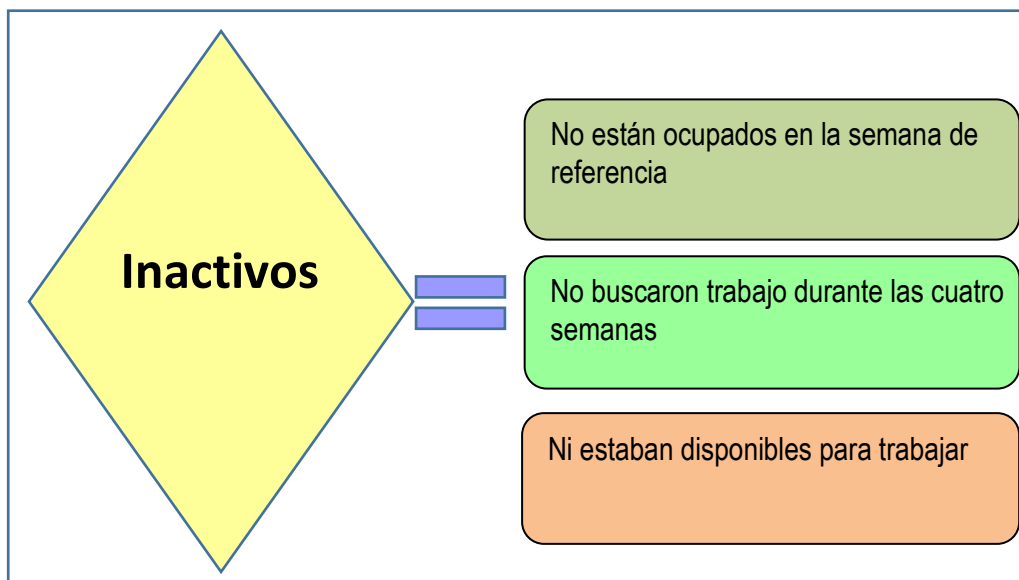 Inactivos
No están ocupados en la semana de
referencia
No buscaron trabajo durante las cuatro
semanas
Ni estaban disponibles para trabajar